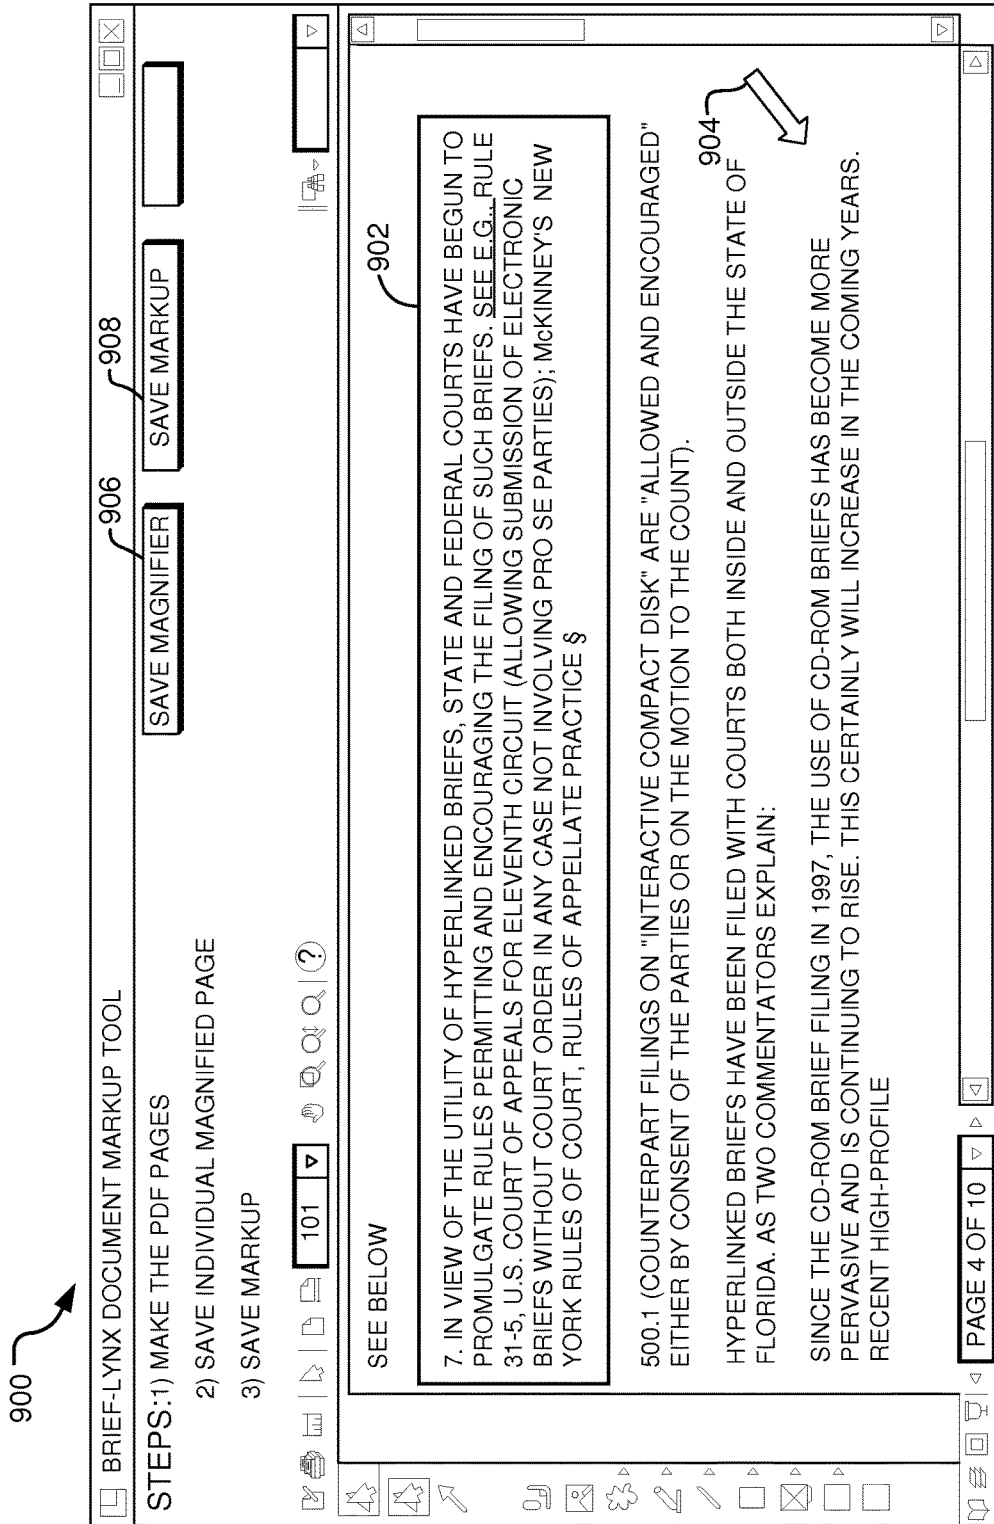 900
BRIEF-LYNX DOCUMENT MARKUP TOOL
STEPS:1) MAKE THE PDF PAGES
2) SAVE INDIVIDUAL MAGNIFIED PAGE
3) SAVE MARKUP
906
SAVE MAGNIFIER
908
SAVE MARKUP
101
?
SEE BELOW
902
7. IN VIEW OF THE UTILITY OF HYPERLINKED BRIEFS, STATE AND FEDERAL COURTS HAVE BEGUN TO
PROMULGATE RULES PERMITTING AND ENCOURAGING THE FILING OF SUCH BRIEFS. SEE E.G., RULE
31-5, U.S. COURT OF APPEALS FOR ELEVENTH CIRCUIT (ALLOWING SUBMISSION OF ELECTRONIC
BRIEFS WITHOUT COURT ORDER IN ANY CASE NOT INVOLVING PRO SE PARTIES); McKINNEY'S NEW
YORK RULES OF COURT, RULES OF APPELLATE PRACTICE §
500.1 (COUNTERPART FILINGS ON "INTERACTIVE COMPACT DISK" ARE "ALLOWED AND ENCOURAGED"
EITHER BY CONSENT OF THE PARTIES OR ON THE MOTION TO THE COUNT).
904
HYPERLINKED BRIEFS HAVE BEEN FILED WITH COURTS BOTH INSIDE AND OUTSIDE THE STATE OF
FLORIDA. AS TWO COMMENTATORS EXPLAIN:
SINCE THE CD-ROM BRIEF FILING IN 1997, THE USE OF CD-ROM BRIEFS HAS BECOME MORE
PERVASIVE AND IS CONTINUING TO RISE. THIS CERTAINLY WILL INCREASE IN THE COMING YEARS.
RECENT HIGH-PROFILE
PAGE 4 OF 10